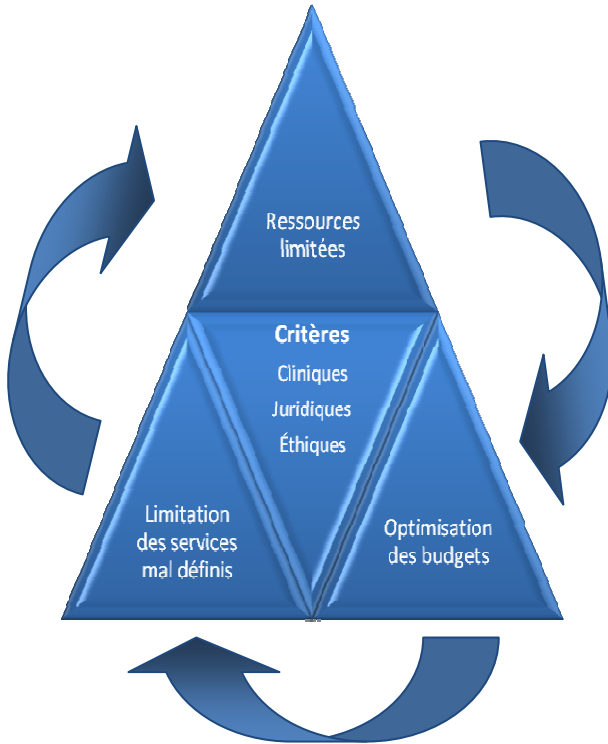 Ressources
limitées
Critères
Cliniques
Juridiques
Éthiques
Limitation
des services
mal définis
Optimisation
des budgets